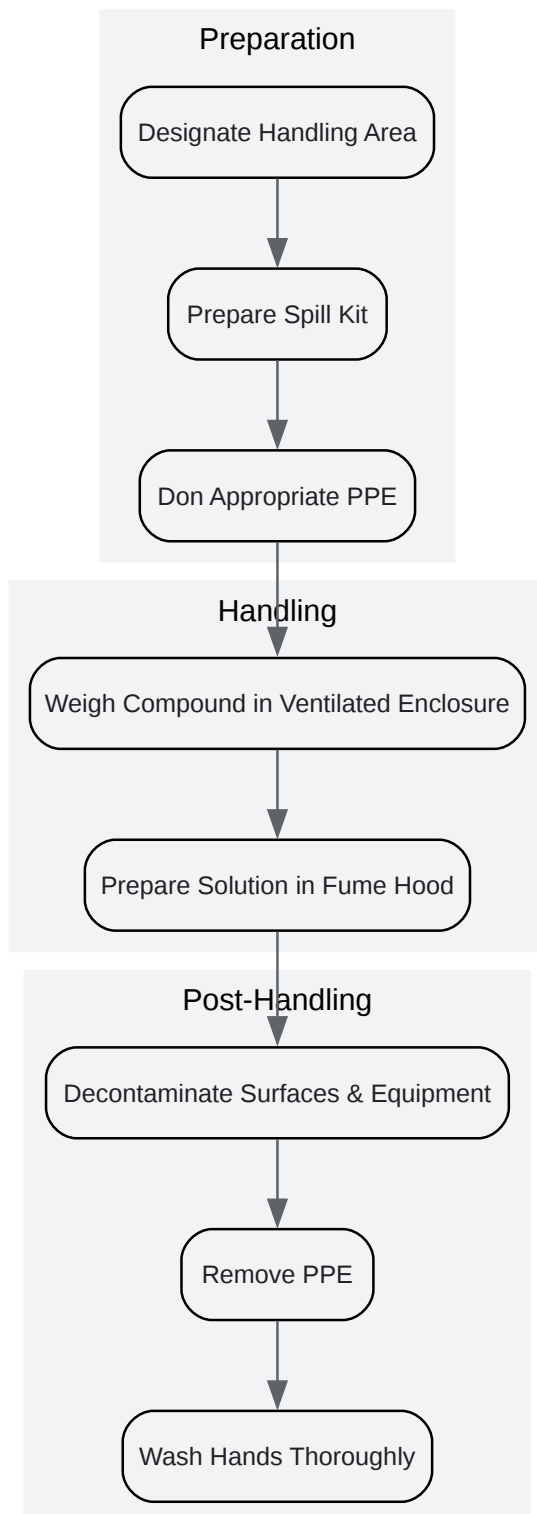 Preparation
Designate Handling Area
Prepare Spill Kit
Don Appropriate PPE
Handling
Weigh Compound in Ventilated Enclosure
Prepare Solution in Fume Hood
Post-Handling
Decontaminate Surfaces & Equipment
Remove PPE
Wash Hands Thoroughly